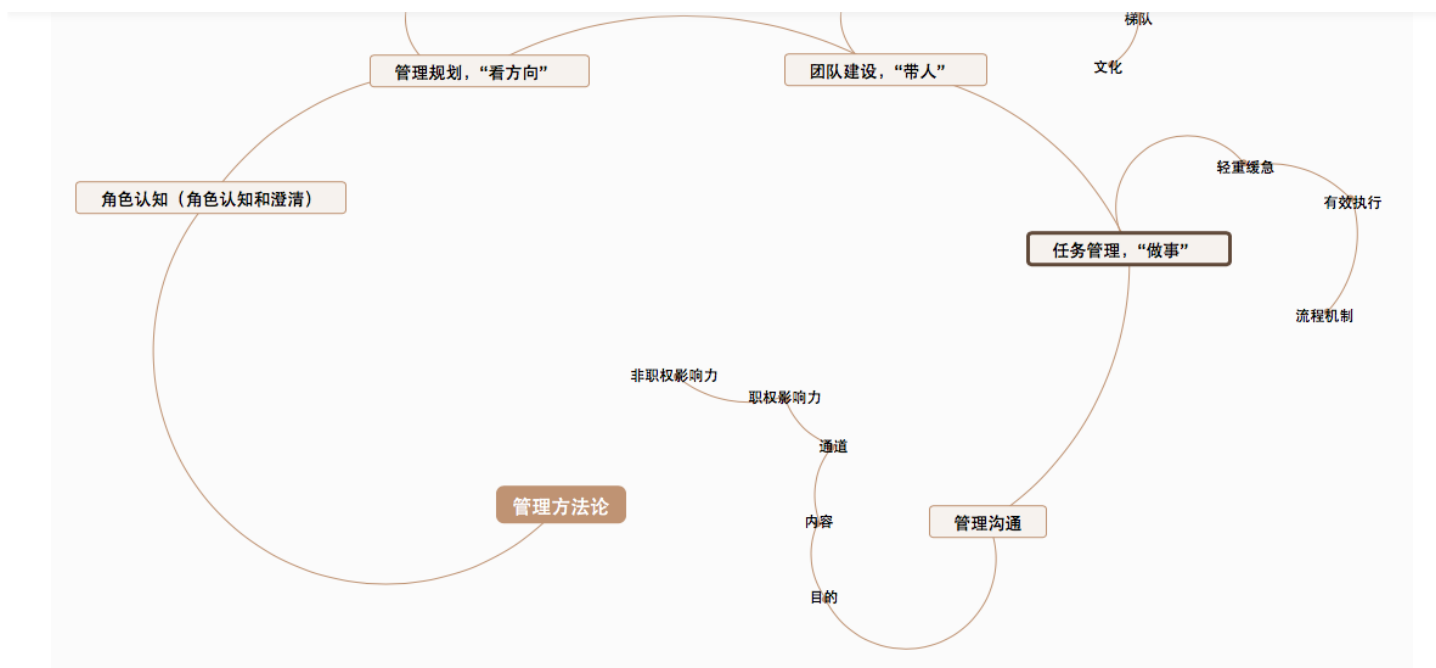 梯队
文化
管理规划，“看方向”
团队建设，“带人”
轻重缓急
角色认知（角色认知和澄清）
有效执行
任务管理，“做事”
流程机制
非职权影响力
职权影响力
通道
管理方法论
内容
管理沟通
目的